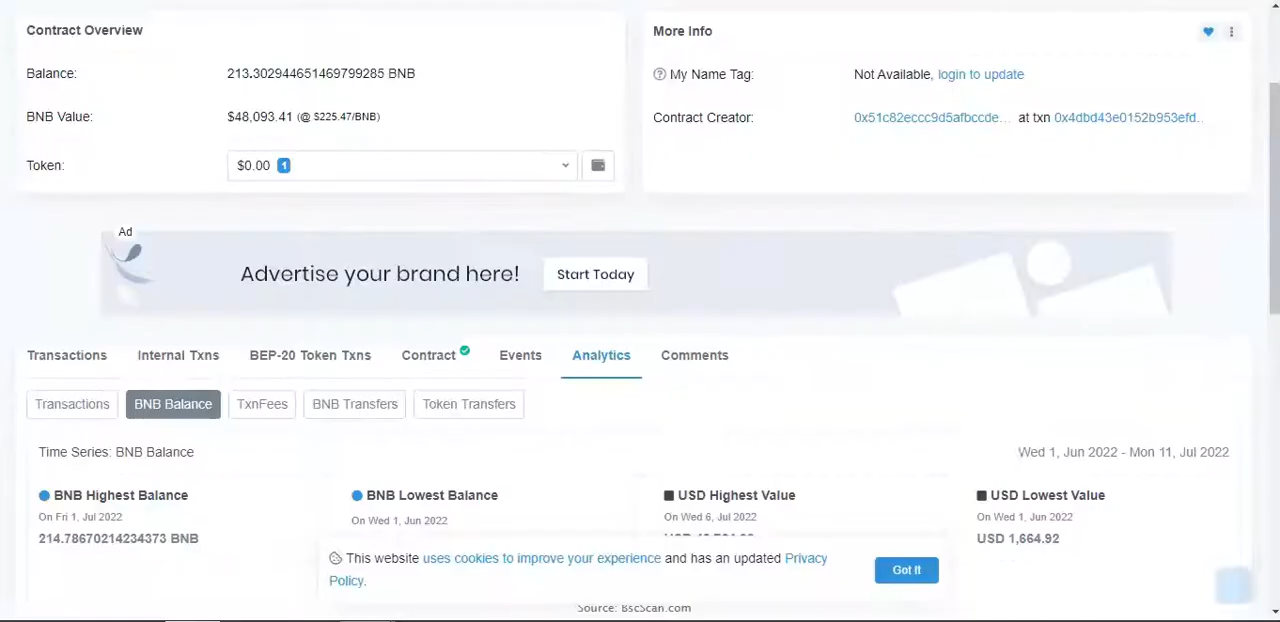 Contract Overview
Balance: 213.302944651469799285 BNB
BNB Value: $48,093.41 (@ $225.47/BNB)
Token: $0.00 1
More Info
My Name Tag: Not Available, login to update
Contract Creator: 0x51c82eccc9d5afbccde... at txn 0x4dbd43e0152b953efd...
Ad
Advertise your brand here! Start Today
Transactions Internal Txns BEP-20 Token Txns Contract Events Analytics Comments
Transactions BNB Balance TxnFees BNB Transfers Token Transfers
Time Series: BNB Balance Wed 1, Jun 2022 - Mon 11, Jul 2022
BNB Highest Balance
On Fri 1, Jul 2022
214.78670214234373 BNB
BNB Lowest Balance
On Wed 1, Jun 2022
USD Highest Value
On Wed 6, Jul 2022
USD Lowest Value
On Wed 1, Jun 2022
USD 1,664.92
This website uses cookies to improve your experience and has an updated Privacy
Policy.
Got It
Source: BscScan.com